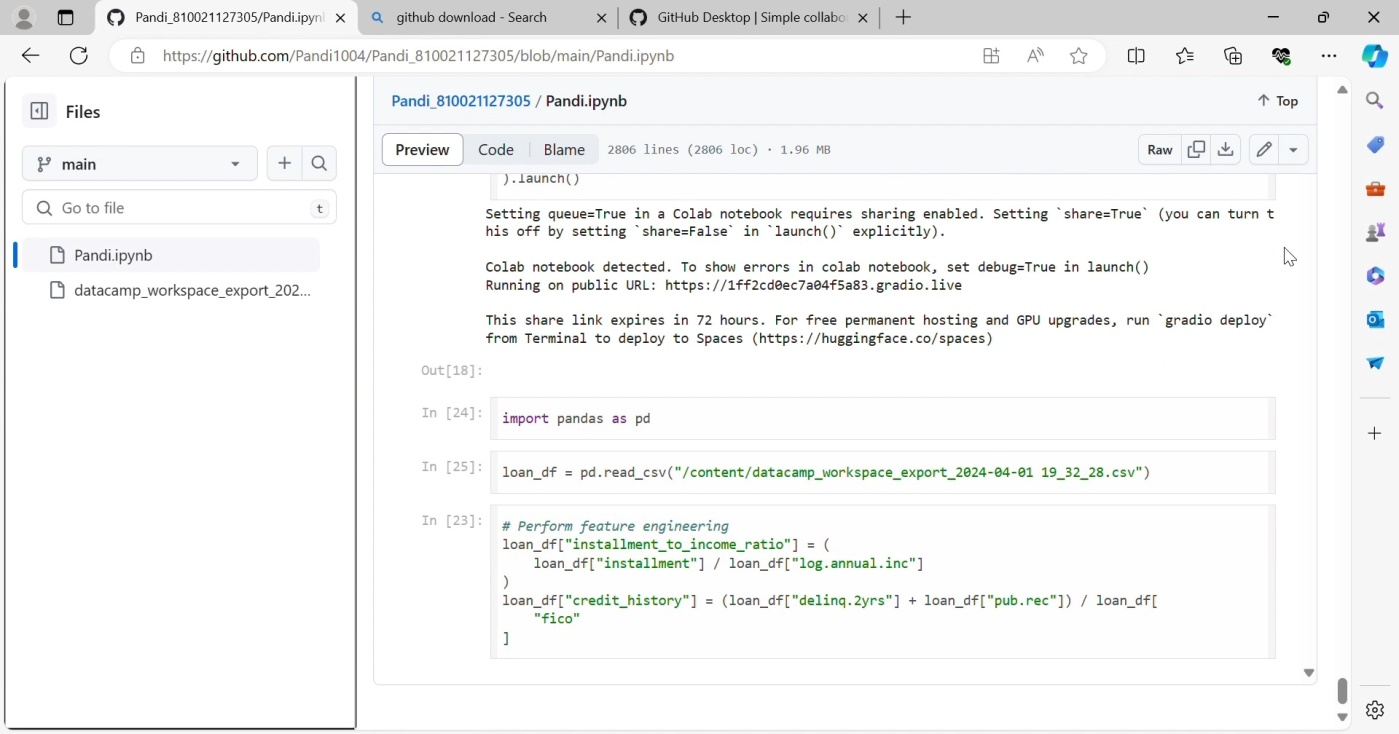 Pandi_810021127305/Pandi.ipyn
github download - Search
GitHub Desktop | Simple collabo
https://github.com/Pandi1004/Pandi_810021127305/blob/main/Pandi.ipynb
Files
main
Go to file
t
Pandi.ipynb
datacamp_workspace_export_202...
Pandi_810021127305 / Pandi.ipynb
Top
Preview
Code
Blame
2806 lines (2806 loc) · 1.96 MB
Raw
).launch()
Setting queue=True in a Colab notebook requires sharing enabled. Setting `share=True` (you can turn t
his off by setting `share=False` in `launch()` explicitly).
Colab notebook detected. To show errors in colab notebook, set debug=True in launch()
Running on public URL: https://1ff2cd0ec7a04f5a83.gradio.live
This share link expires in 72 hours. For free permanent hosting and GPU upgrades, run `gradio deploy`
from Terminal to deploy to Spaces (https://huggingface.co/spaces)
Out[18]:
In [24]:
import pandas as pd
In [25]:
loan_df = pd.read_csv("/content/datacamp_workspace_export_2024-04-01 19_32_28.csv")
In [23]:
# Perform feature engineering
loan_df["installment_to_income_ratio"] = (
loan_df["installment"] / loan_df["log.annual.inc"]
)
loan_df["credit_history"] = (loan_df["delinq.2yrs"] + loan_df["pub.rec"]) / loan_df[
"fico"
]